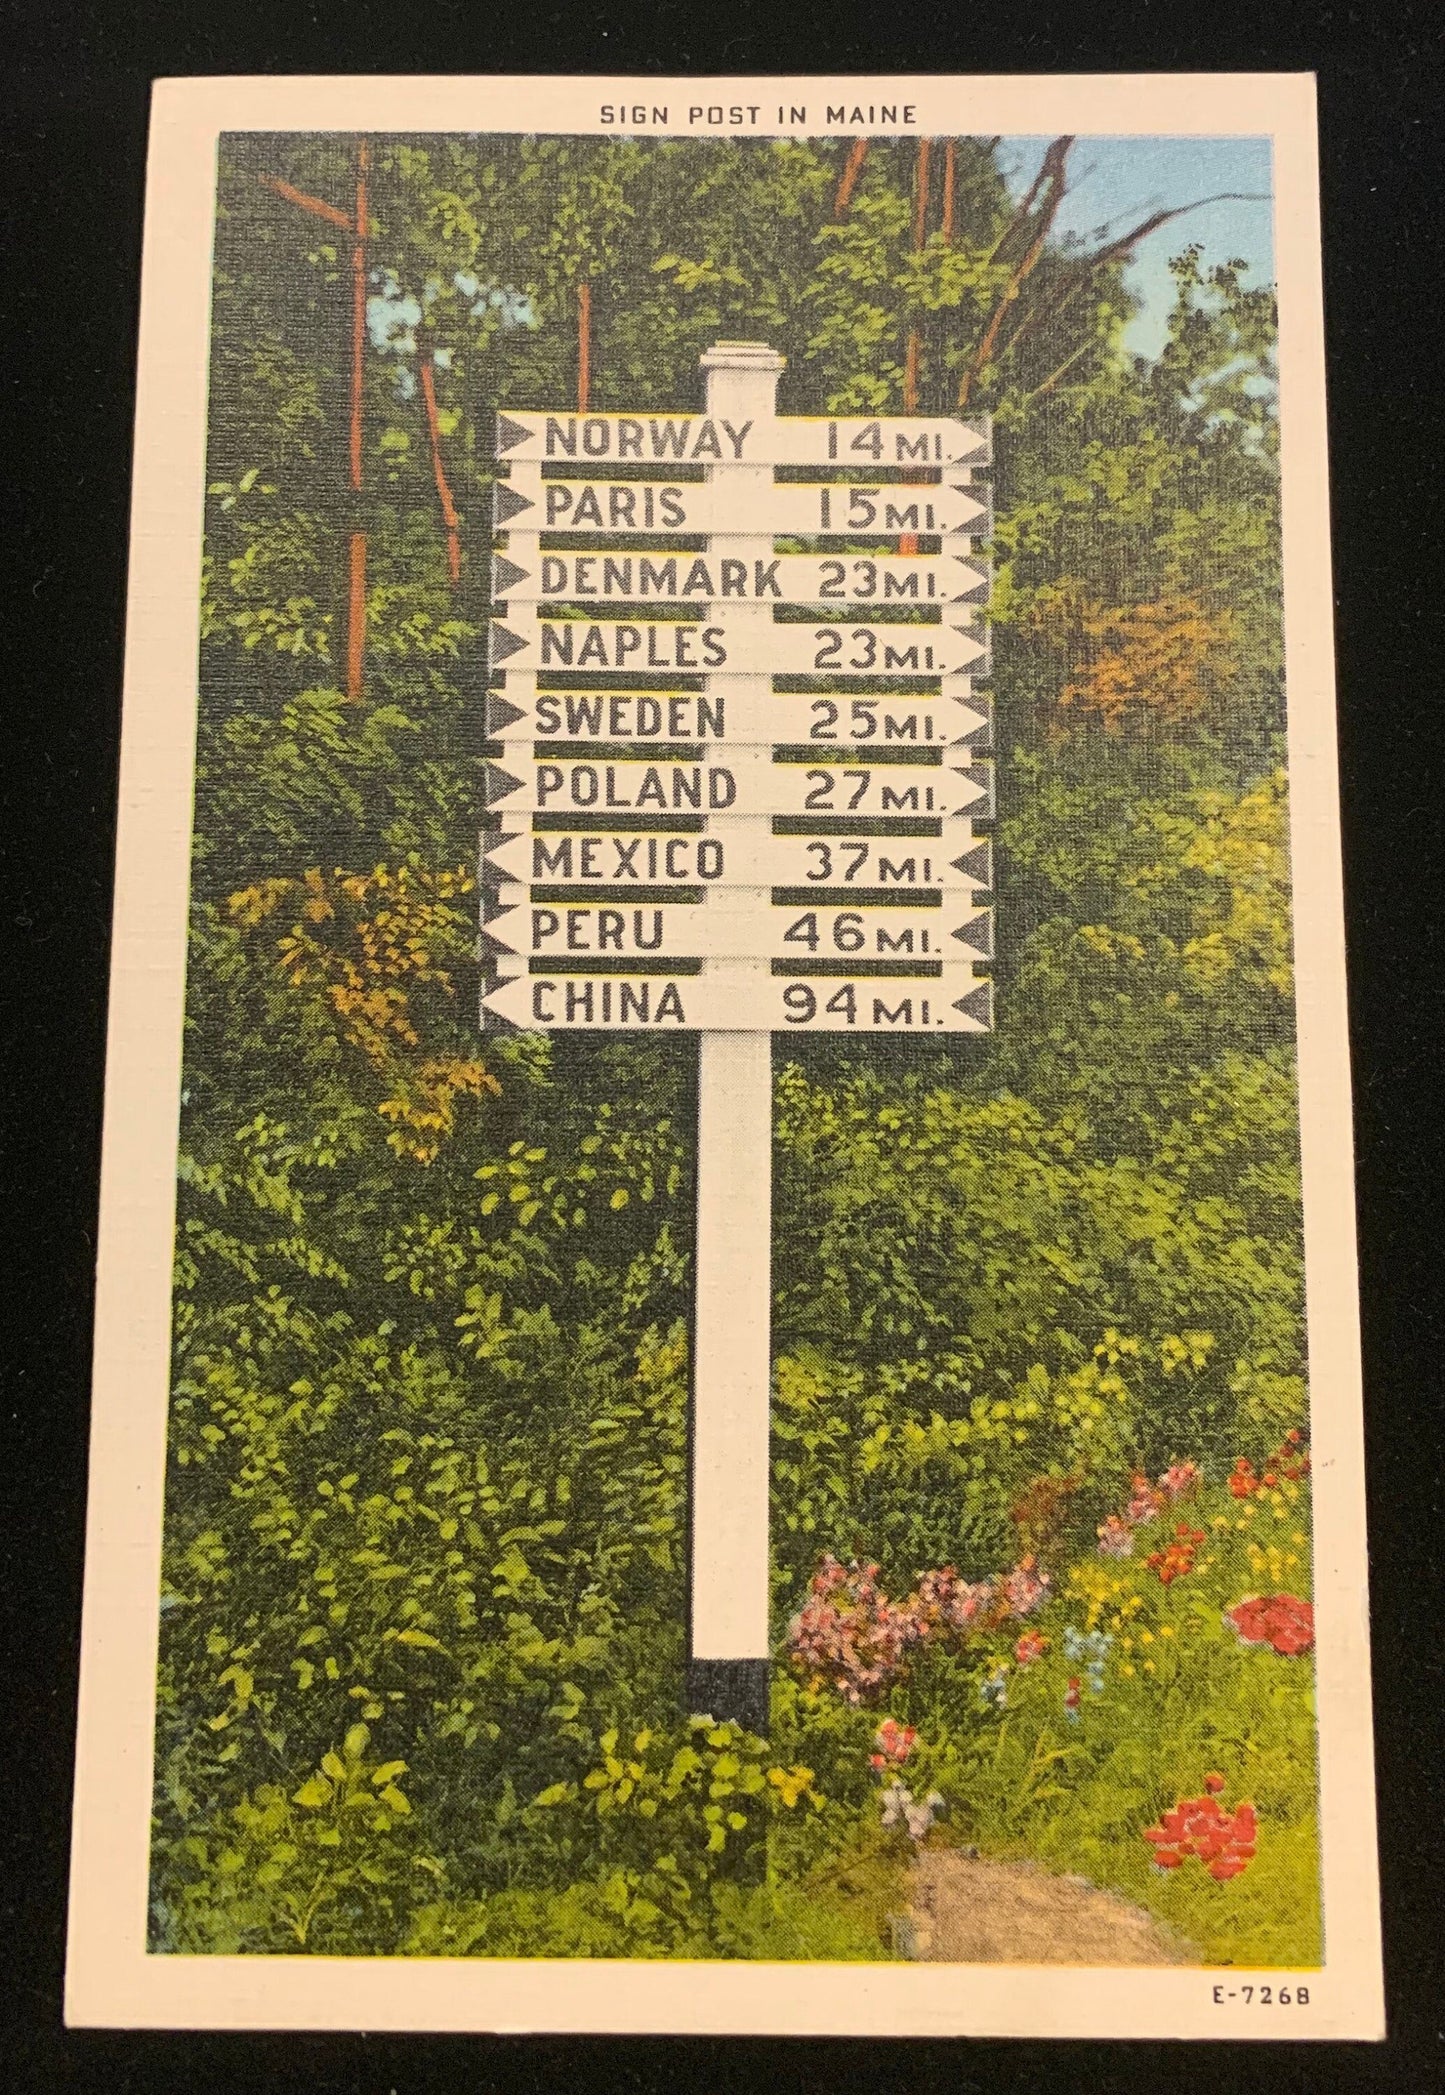 SIGN POST IN MAINE
NORWAY 14 MI.
PARIS 15 MI.
DENMARK 23 MI.
NAPLES 23 MI.
SWEDEN 25 MI.
POLAND 27 MI.
MEXICO 37 MI.
PERU 46 MI.
CHINA 94 MI.
E-7268